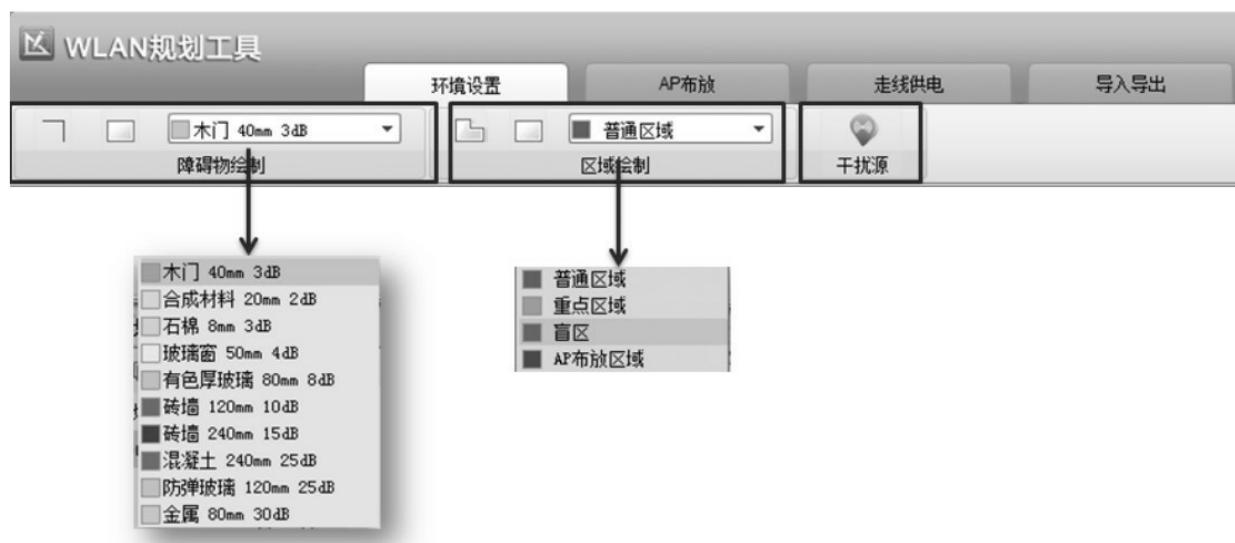 WLAN规划工具
环境设置 AP布放 走线供电 导入导出
木门 40mm 3dB 普通区域
障碍物绘制 区域绘制 干扰源
木门 40mm 3dB
合成材料 20mm 2dB
石棉 8mm 3dB
玻璃窗 50mm 4dB
有色厚玻璃 80mm 8dB
砖墙 120mm 10dB
砖墙 240mm 15dB
混凝土 240mm 25dB
防弹玻璃 120mm 25dB
金属 80mm 30dB
普通区域
重点区域
盲区
AP布放区域